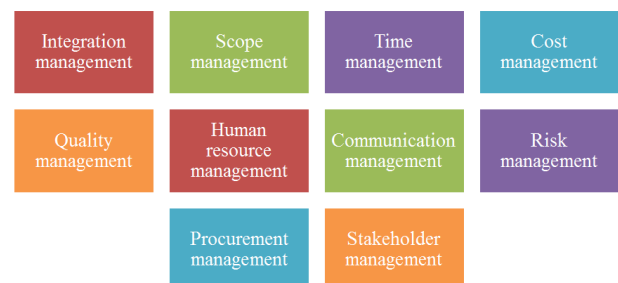 Integration
management
Scope
management
Time
management
Cost
management
Quality
management
Human
resource
management
Communication
management
Risk
management
Procurement
management
Stakeholder
management